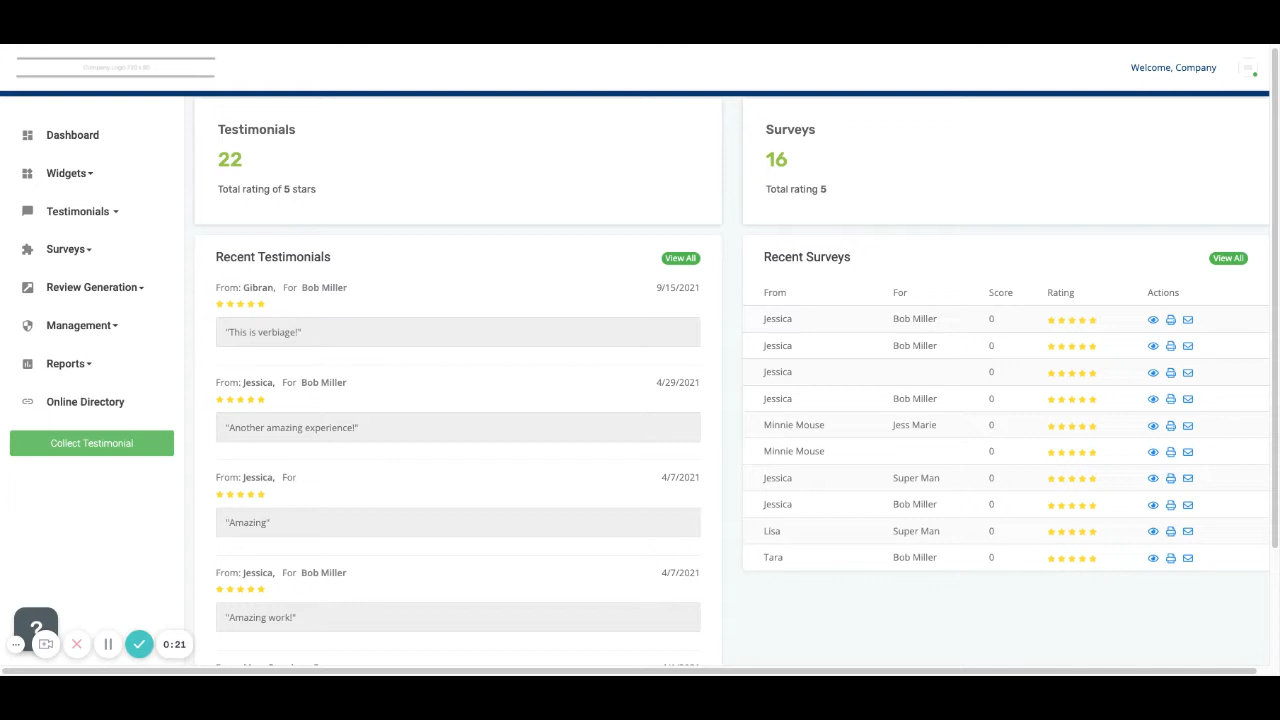 Company Logo 230 x 80
Welcome, Company
Dashboard
Widgets
Testimonials
Surveys
Review Generation
Management
Reports
Online Directory
Collect Testimonial
?
0:21
Testimonials
22
Total rating of 5 stars
Surveys
16
Total rating 5
Recent Testimonials
View All
From: Gibran, For Bob Miller 9/15/2021
"This is verbiage!"
From: Jessica, For Bob Miller 4/29/2021
"Another amazing experience!"
From: Jessica, For 4/7/2021
"Amazing"
From: Jessica, For Bob Miller 4/7/2021
"Amazing work!"
Recent Surveys
View All
From For Score Rating Actions
Jessica Bob Miller 0
Jessica Bob Miller 0
Jessica 0
Jessica Bob Miller 0
Minnie Mouse Jess Marie 0
Minnie Mouse 0
Jessica Super Man 0
Jessica Bob Miller 0
Lisa Super Man 0
Tara Bob Miller 0